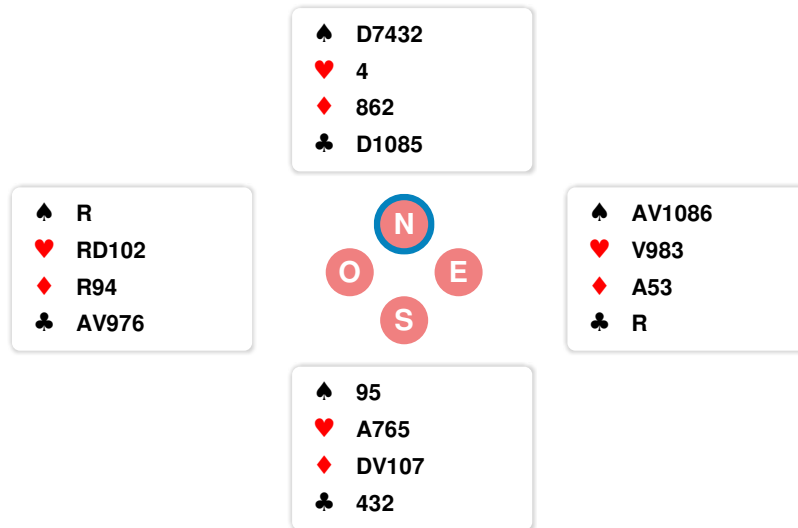 ♠ D7432
♥ 4
♦ 862
♣ D1085
♠ R
♥ RD102
♦ R94
♣ AV976
N
O
E
S
♠ AV1086
♥ V983
♦ A53
♣ R
♠ 95
♥ A765
♦ DV107
♣ 432